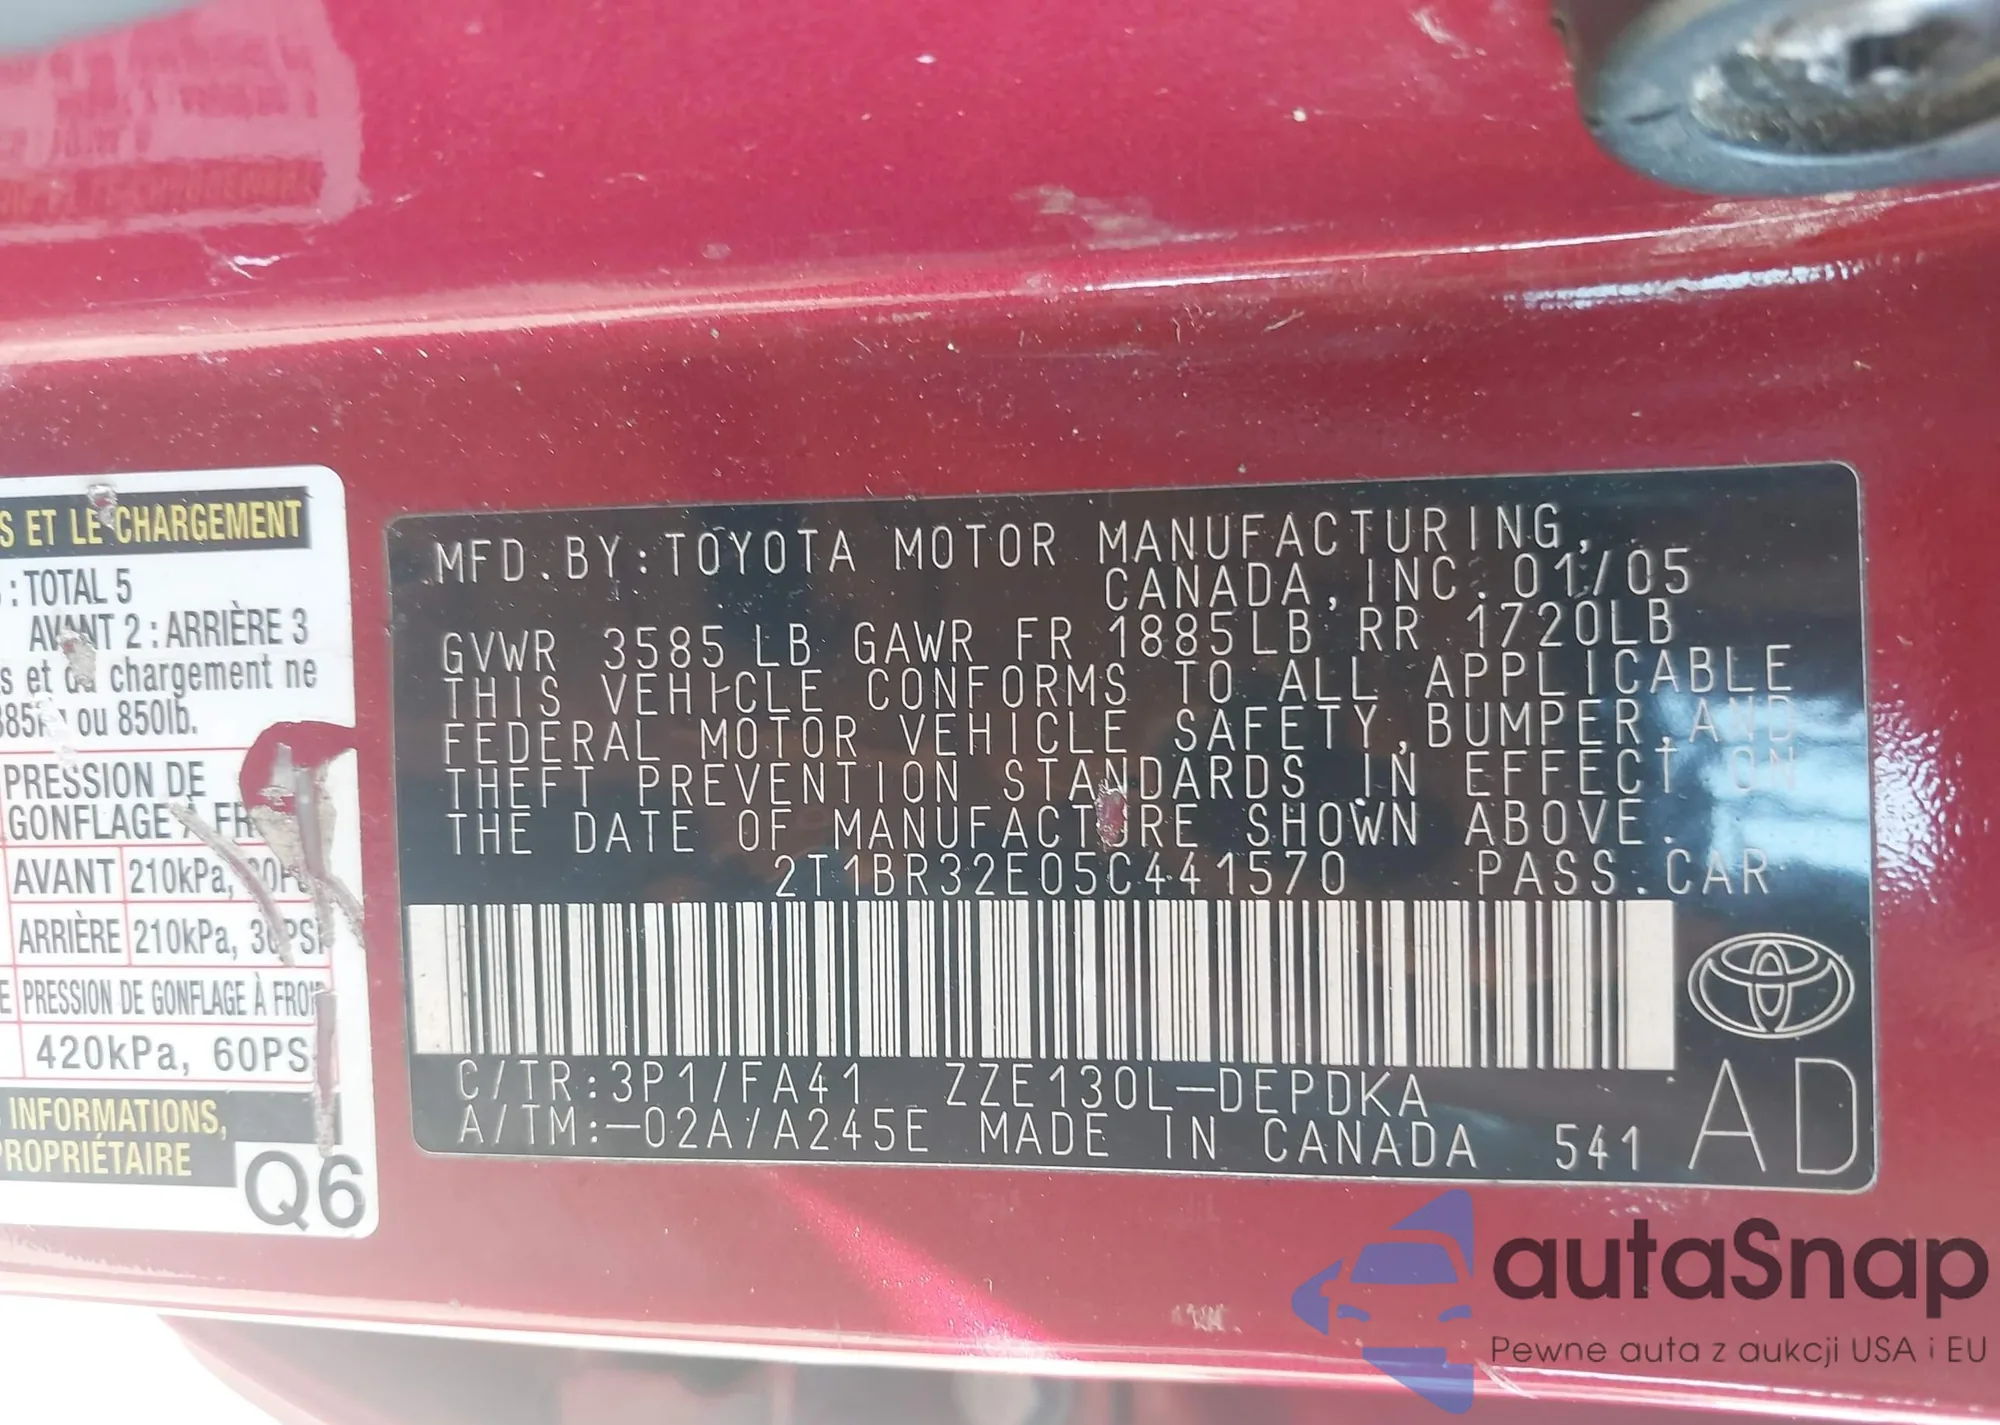 S ET LE CHARGEMENT
: TOTAL 5
AVANT 2 : ARRIÈRE 3
s et du chargement ne
385kg ou 850lb.
PRESSION DE
GONFLAGE À
AVANT 210kPa,
ARRIÈRE 210kPa, 30PSI
E PRESSION DE GONFLAGE À
420kPa, 60PS
INFORMATIONS,
PROPRIÉTAIRE
Q6
MFD.BY:TOYOTA MOTOR MANUFACTURING,
CANADA, INC. 01/05
GVWR 3585 LB GAWR FR 1885LB RR 1720LB
THIS VEHICLE CONFORMS TO ALL APPLICABLE
FEDERAL MOTOR VEHICLE SAFETY,BUMPER,AND
THEFT PREVENTION STANDARDS IN EFFECT ON
THE DATE OF MANUFACTURE SHOWN ABOVE.
2T1BR32E05C441570 PASS.CAR
C/TR:3P1/FA41 ZZE130L-DEPDKA
A/TM:-02A/A245E MADE IN CANADA 541
AD
autaSnap
Pewne auta z aukcji USA i EU